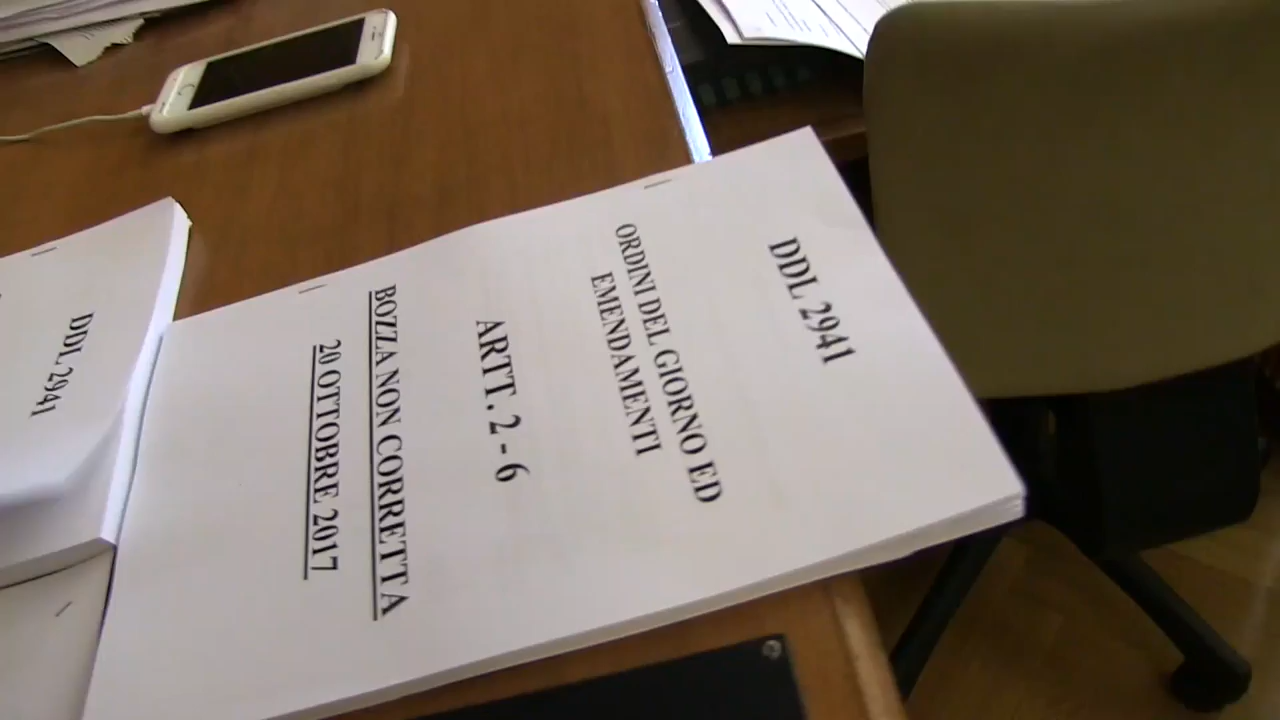 DDL 2941
ORDINI DEL GIORNO ED
EMENDAMENTI
ARTT. 2 - 6
BOZZA NON CORRETTA
20 OTTOBRE 2017
DDL 2941